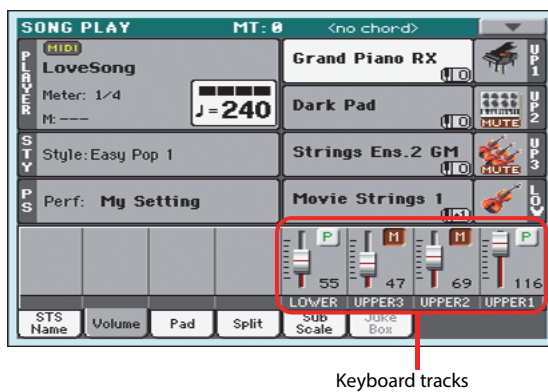 SONG PLAY MT: 0 <no chord>
PLAYER
MIDI
LoveSong
Meter: 1/4
M: ---
♩=240
Grand Piano RX
UP1
Dark Pad
MUTE
UP2
STY
Style: Easy Pop 1
Strings Ens.2 GM
MUTE
UP3
PS
Perf: My Setting
Movie Strings 1
LOW
P M M P
55 47 69 116
LOWER UPPER3 UPPER2 UPPER1
STS Name
Volume
Pad
Split
Sub Scale
Juke Box
Keyboard tracks